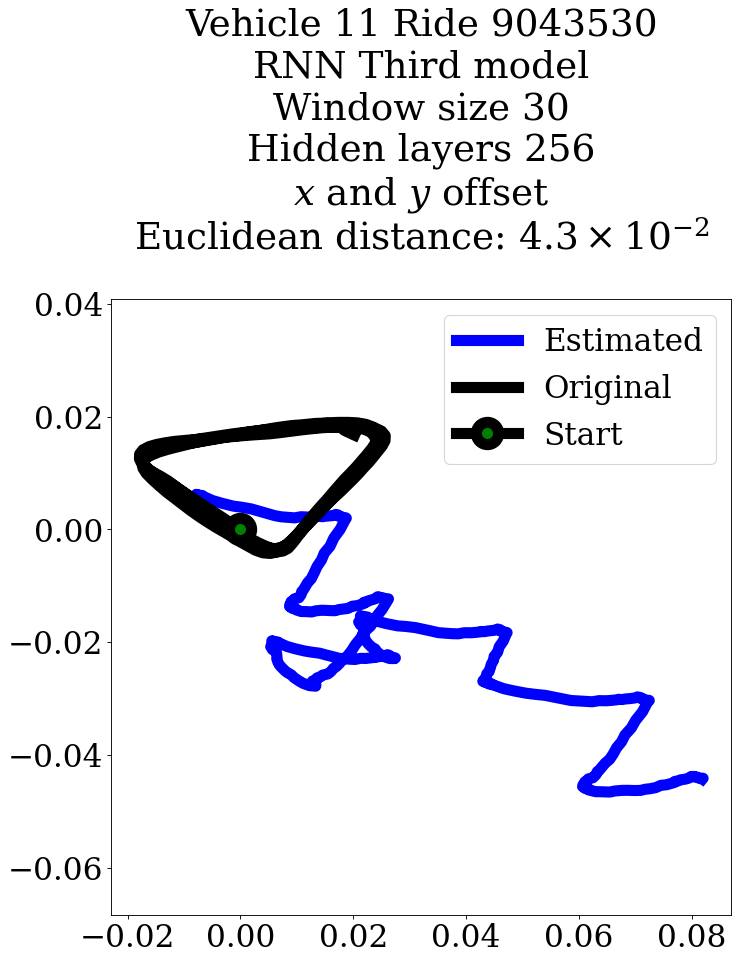 Vehicle 11 Ride 9043530
RNN Third model
Window size 30
Hidden layers 256
x and y offset
Euclidean distance: 4.3 × 10⁻²
0.04
0.02
0.00
−0.02
−0.04
−0.06
Estimated
Original
Start
−0.02 0.00 0.02 0.04 0.06 0.08